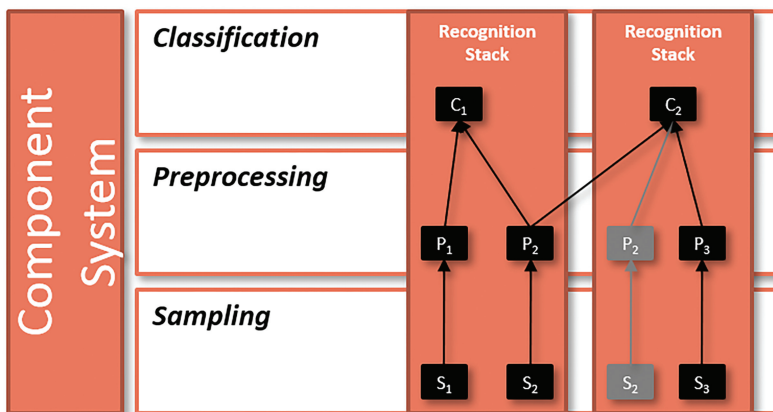 Component
System
Classification
Preprocessing
Sampling
Recognition
Stack
C₁
P₁
P₂
S₁
S₂
Recognition
Stack
C₂
P₂
P₃
S₂
S₃